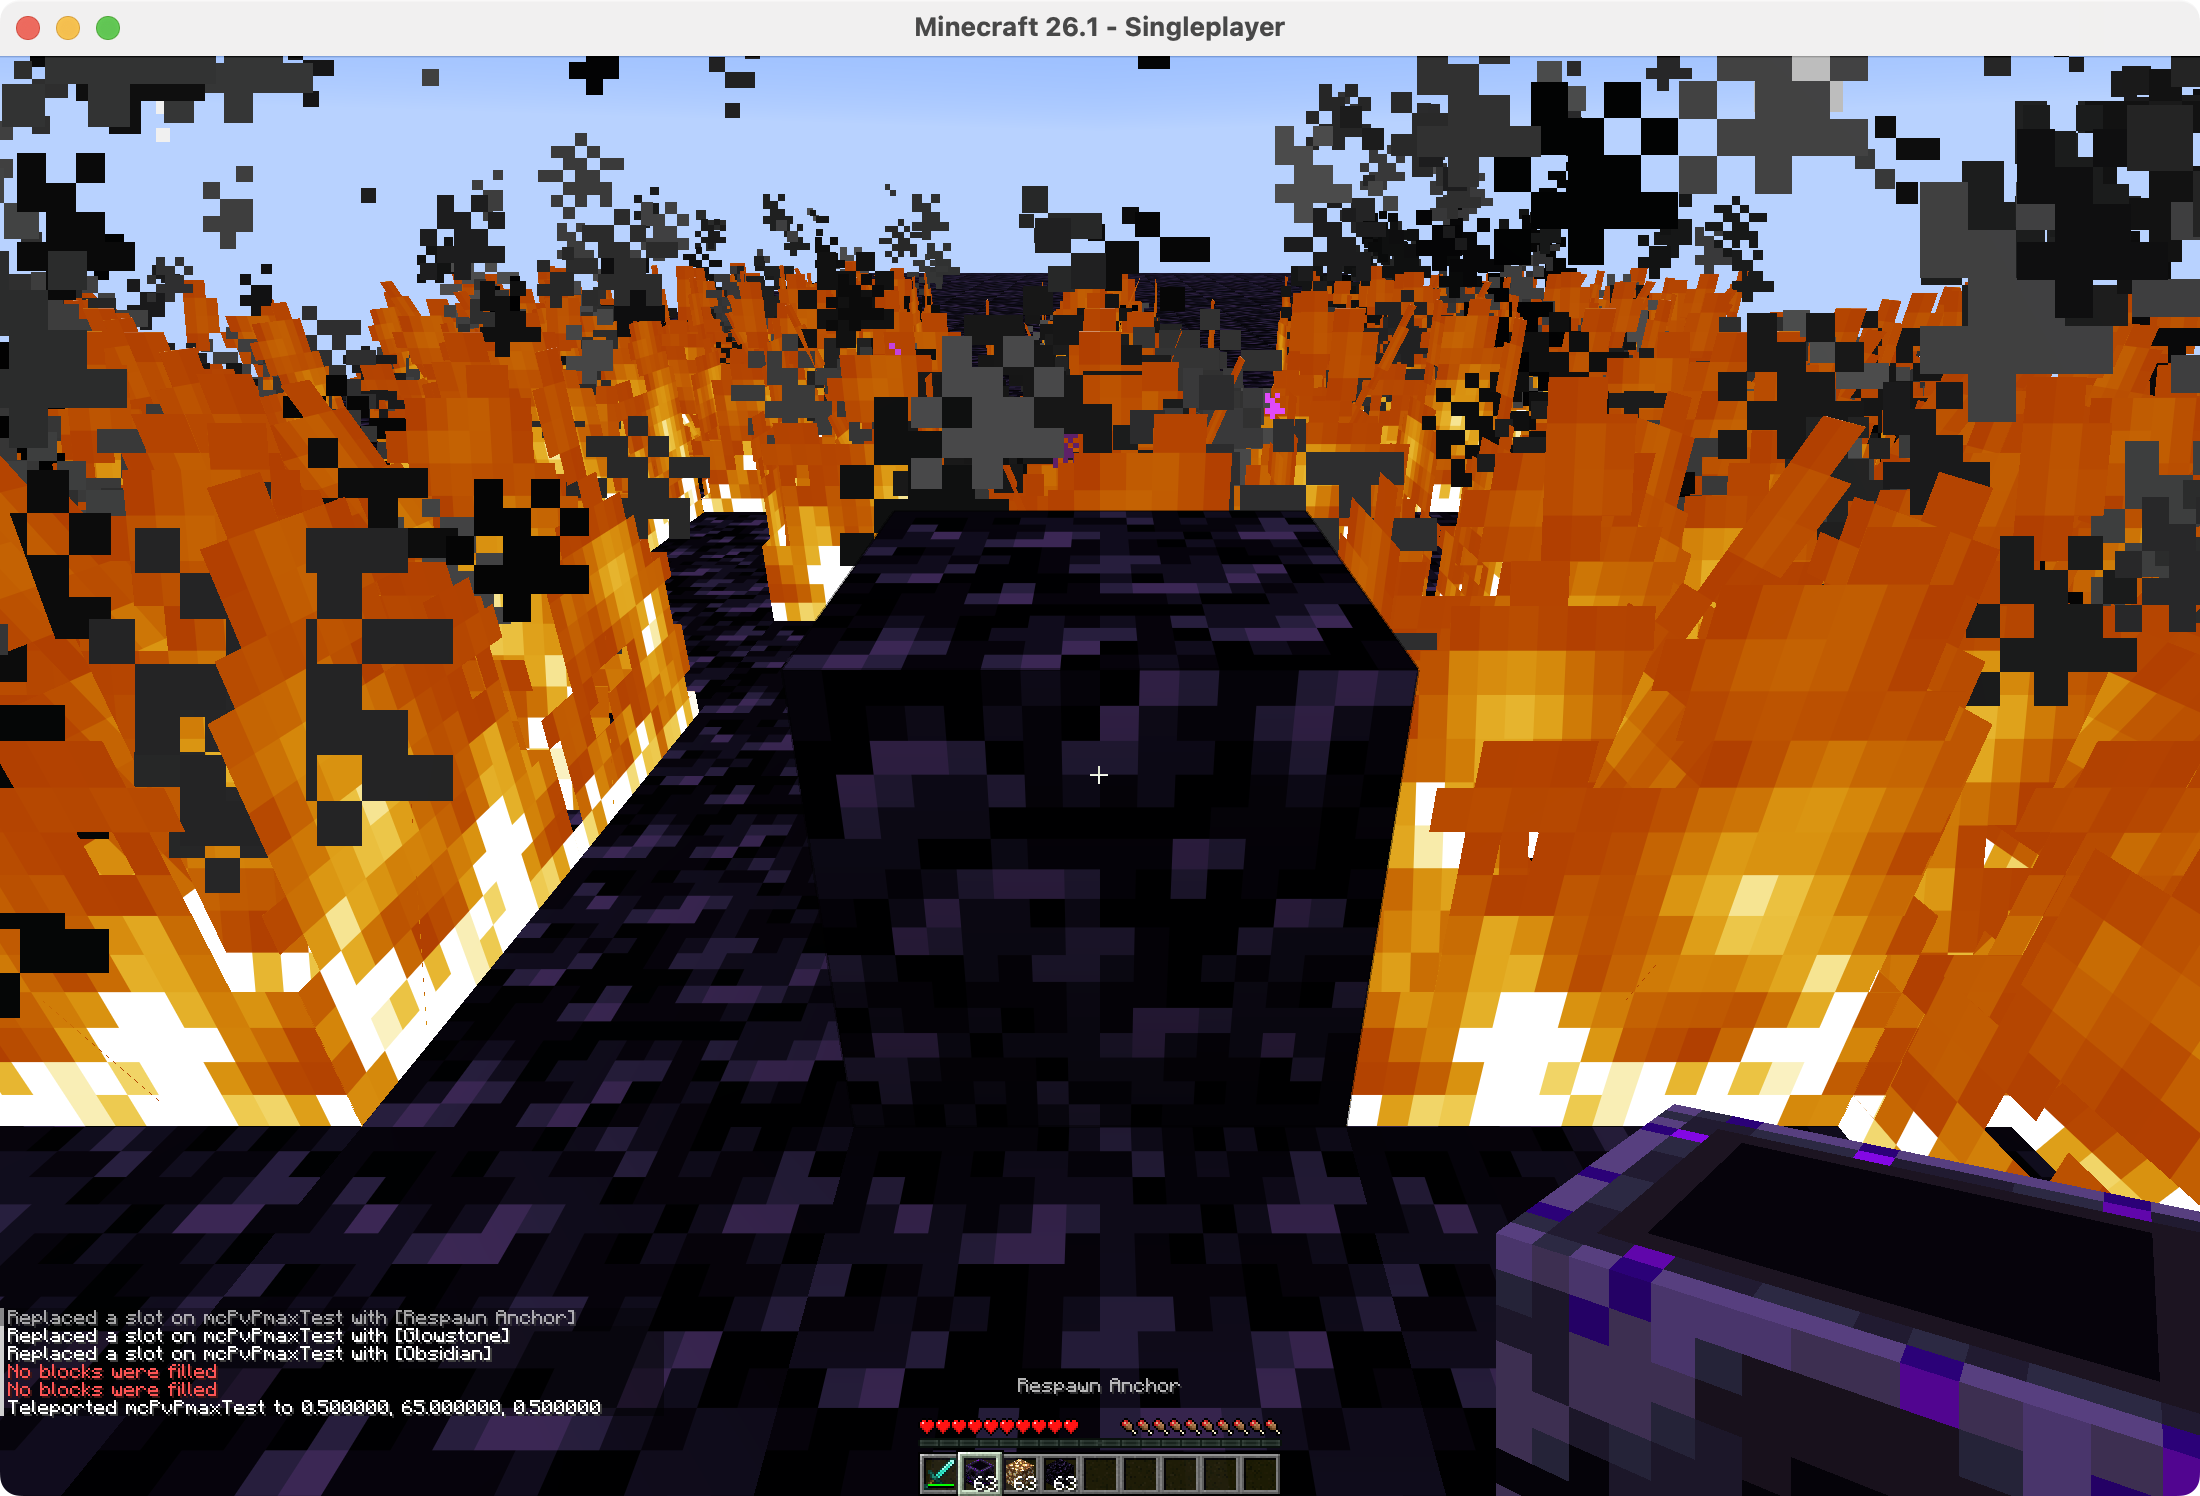 Minecraft 26.1 - Singleplayer
Replaced a slot on mcPvPmaxTest with [Respawn Anchor]
Replaced a slot on mcPvPmaxTest with [Glowstone]
Replaced a slot on mcPvPmaxTest with [Obsidian]
No blocks were filled
No blocks were filled
Teleported mcPvPmaxTest to 0.500000, 65.000000, 0.500000
Respawn Anchor
63 63 63